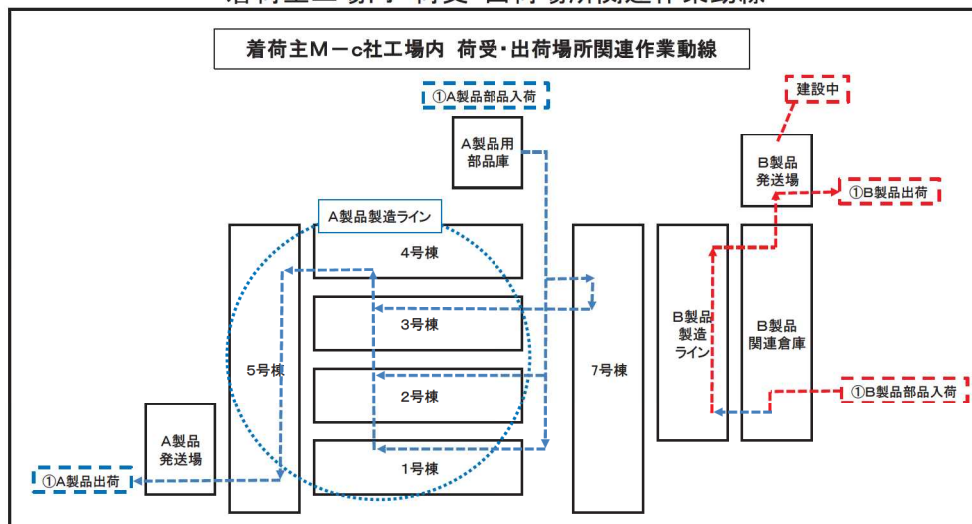 着荷主M-c社工場内 荷受・出荷場所関連作業動線
①A製品部品入荷
建設中
A製品用
部品庫
B製品
発送場
①B製品出荷
A製品製造ライン
4号棟
3号棟
B製品
製造
ライン
B製品
関連倉庫
5号棟
7号棟
2号棟
①B製品部品入荷
A製品
発送場
1号棟
①A製品出荷